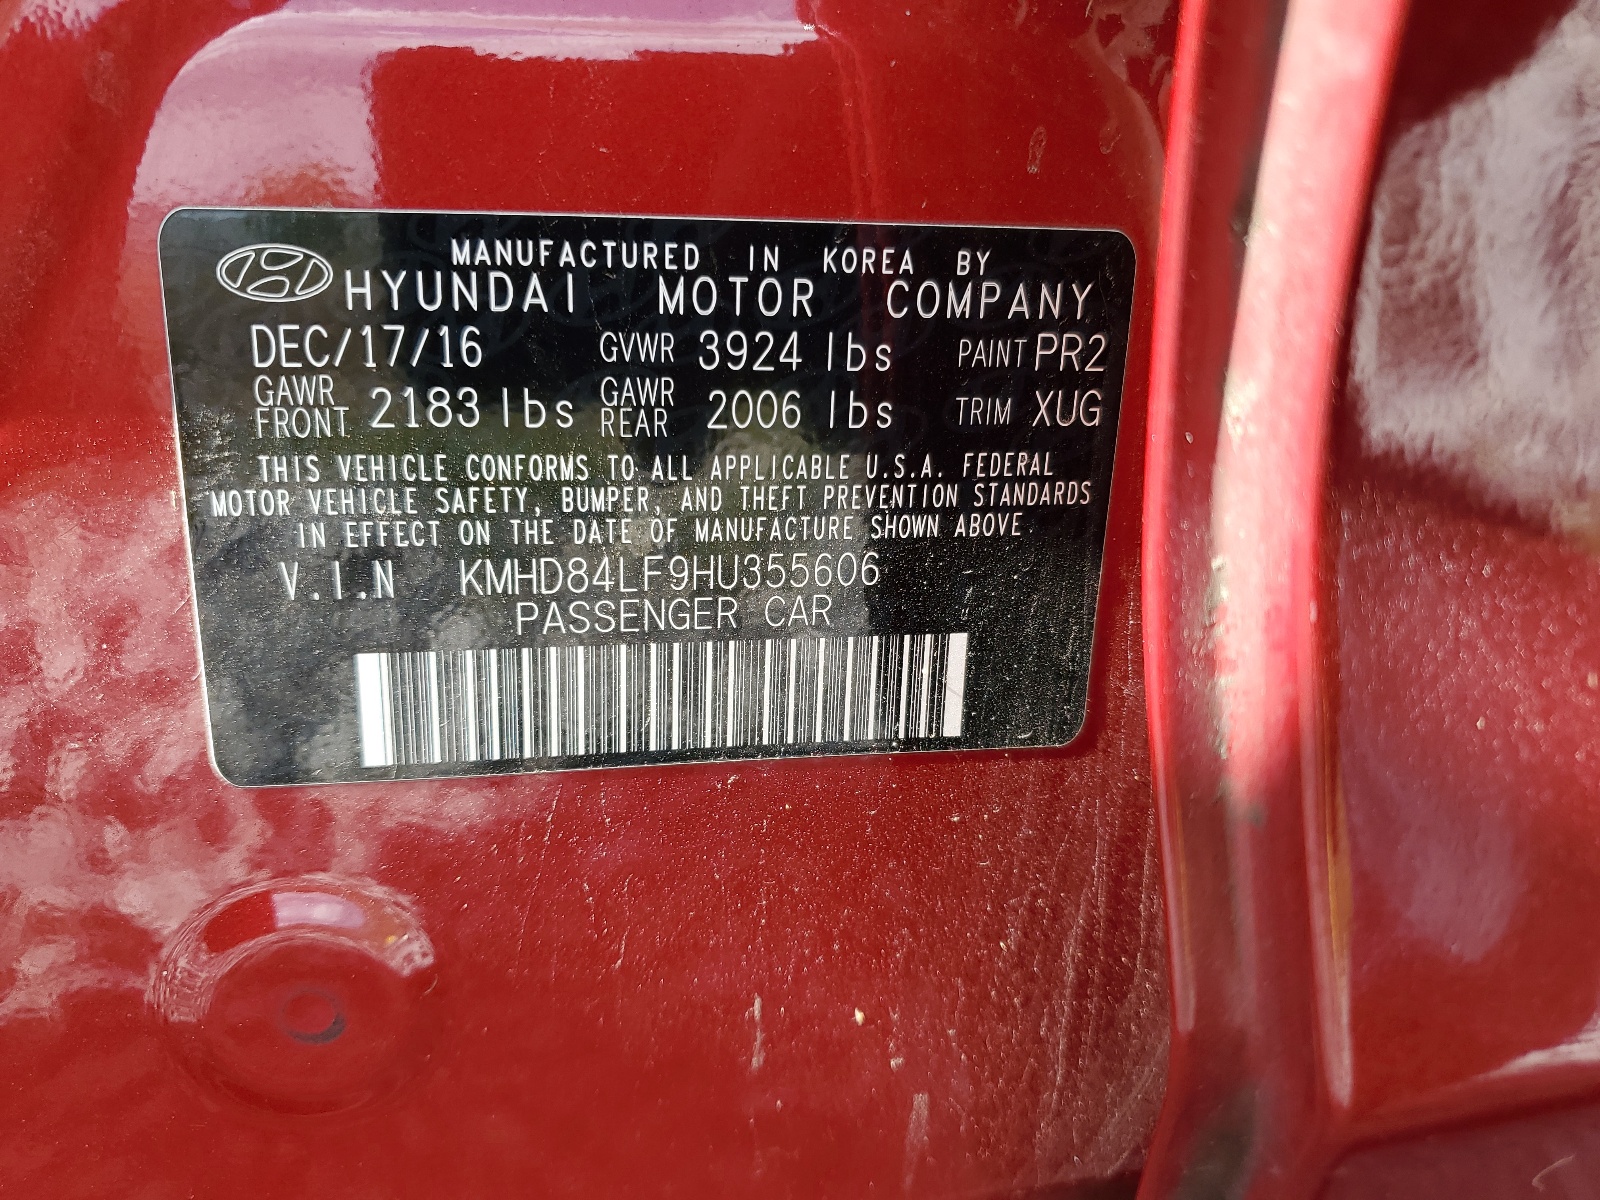 MANUFACTURED IN KOREA BY
HYUNDAI MOTOR COMPANY
DEC/17/16 GVWR 3924 lbs PAINT PR2
GAWR FRONT 2183 lbs GAWR REAR 2006 lbs TRIM XUG
THIS VEHICLE CONFORMS TO ALL APPLICABLE U.S.A. FEDERAL
MOTOR VEHICLE SAFETY, BUMPER, AND THEFT PREVENTION STANDARDS
IN EFFECT ON THE DATE OF MANUFACTURE SHOWN ABOVE.
V.I.N KMHD84LF9HU355606
PASSENGER CAR